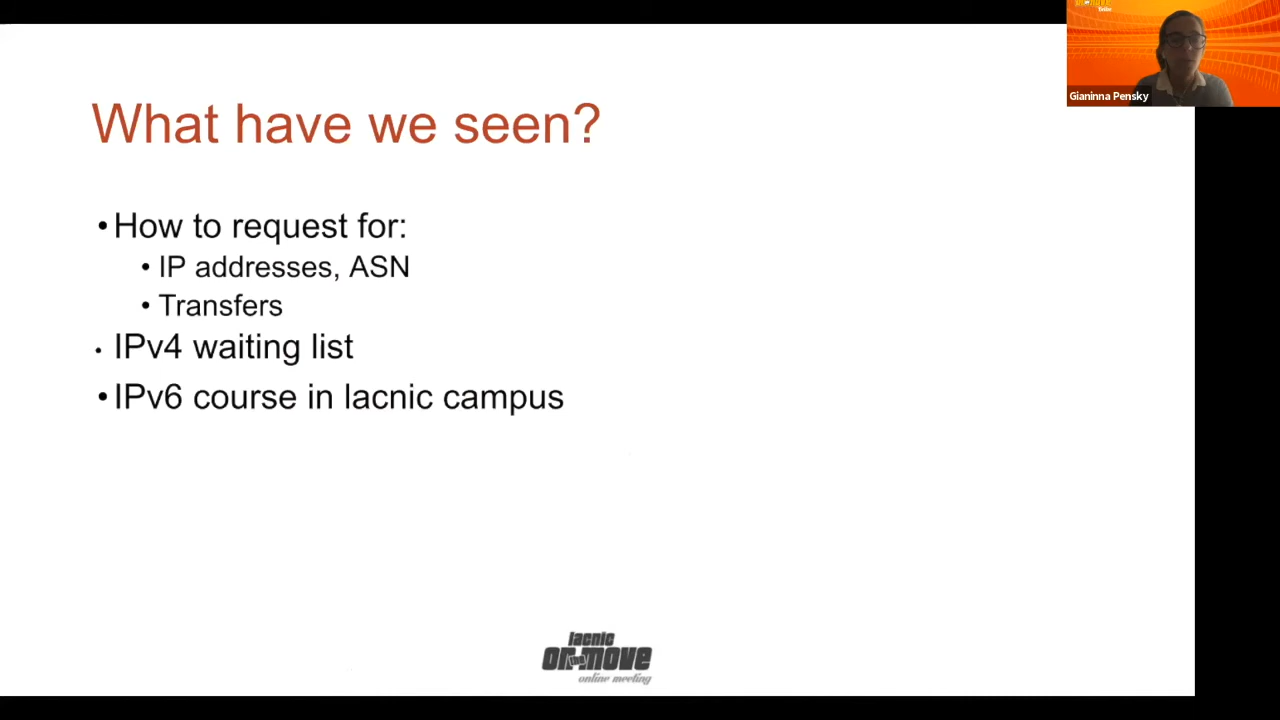 What have we seen?
•How to request for:
• IP addresses, ASN
• Transfers
• IPv4 waiting list
•IPv6 course in lacnic campus
lacnic
on the move
online meeting
Gianinna Pensky